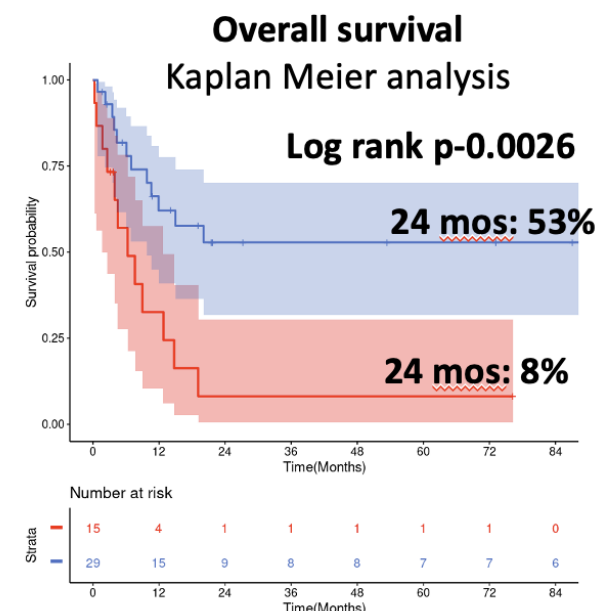 Overall survival
Kaplan Meier analysis
Log rank p-0.0026
24 mos: 53%
24 mos: 8%
Survival probability
1.00
0.75
0.50
0.25
0.00
0 12 24 36 48 60 72 84
Time(Months)
Number at risk
Strata
15 4 1 1 1 1 1 0
29 15 9 8 8 7 7 6
0 12 24 36 48 60 72 84
Time(Months)